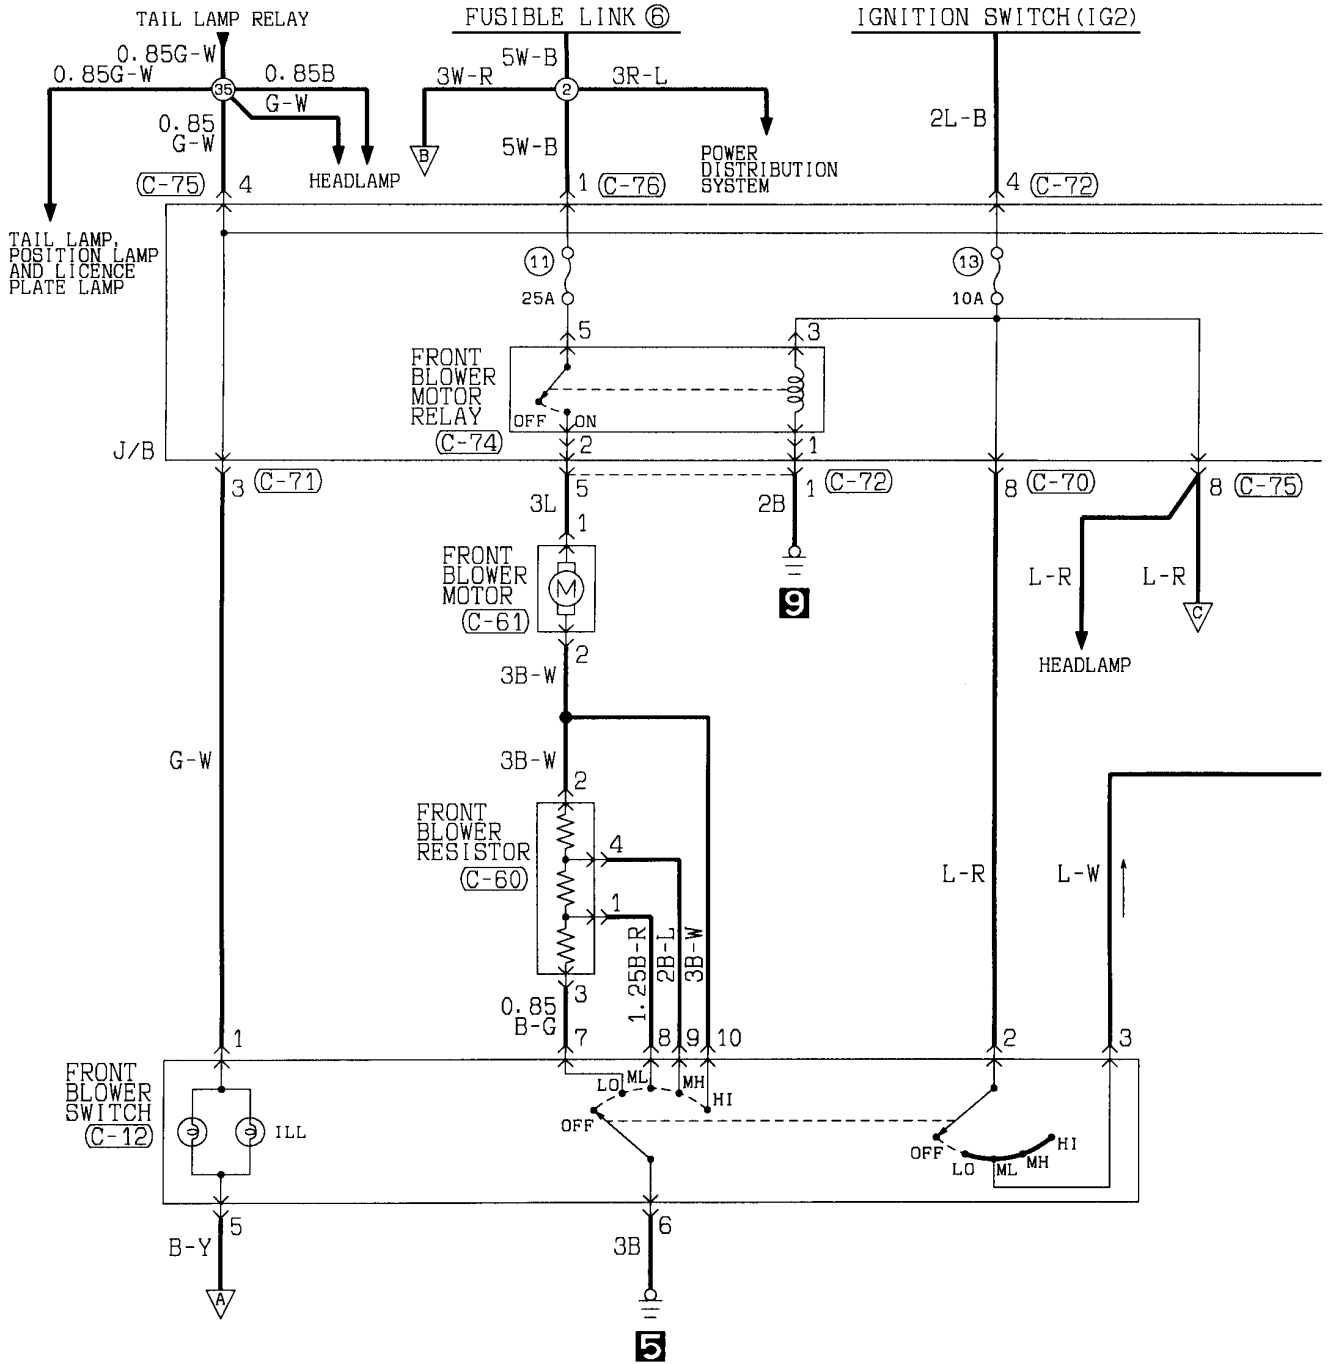 TAIL LAMP RELAY
FUSIBLE LINK ⑥
IGNITION SWITCH(IG2)
0.85G-W
0.85G-W
0.85B
G-W
35
0.85
G-W
5W-B
3W-R
3R-L
2
5W-B
B
2L-B
HEADLAMP
POWER
DISTRIBUTION
SYSTEM
C-75
4
1
C-76
4
C-72
TAIL LAMP,
POSITION LAMP
AND LICENCE
PLATE LAMP
11
25A
13
10A
5
3
FRONT
BLOWER
MOTOR
RELAY
C-74
OFF
ON
2
1
J/B
3
C-71
5
1
C-72
8
C-70
8
C-75
3L
2B
1
FRONT
BLOWER
MOTOR
C-61
M
9
L-R
L-R
C
HEADLAMP
2
3B-W
G-W
3B-W
2
FRONT
BLOWER
RESISTOR
C-60
4
1
L-R
L-W
1.25B-R
2B-L
3B-W
3
0.85
B-G
1
7
8
9
10
2
3
FRONT
BLOWER
SWITCH
C-12
ILL
OFF
LO
ML
MH
HI
OFF
LO
ML
MH
HI
5
B-Y
A
6
3B
5